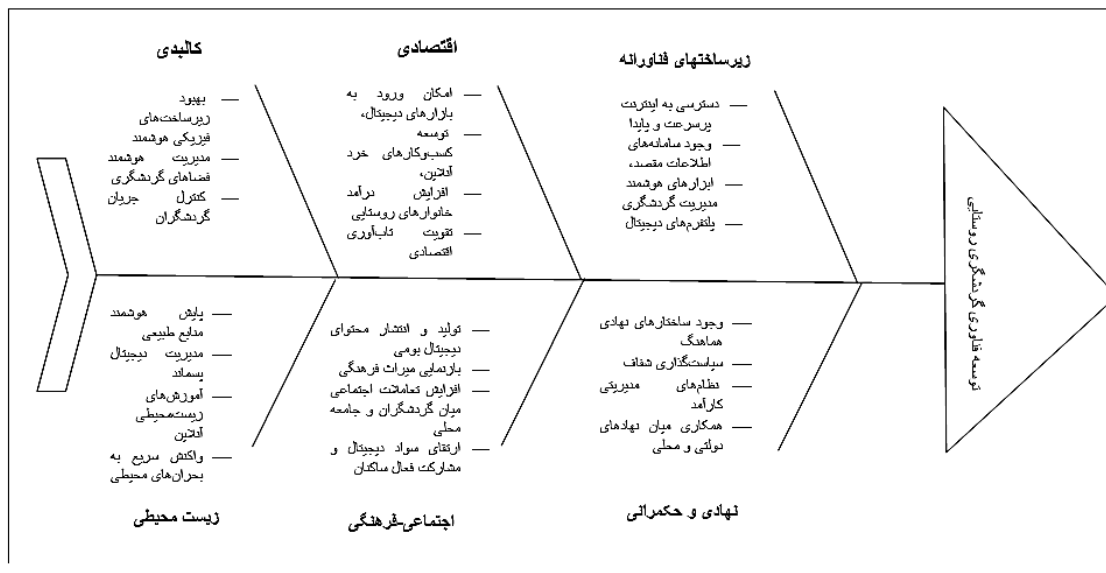 زیرساختهای فناورانه
— دسترسی به اینترنت
پرسرعت و پایدا
— وجود سامانه‌های
اطلاعات مقصد،
— ابزارهای هوشمند
مدیریت گردشگری
— پلتفرم‌های دیجیتال
اقتصادی
— امکان ورود به
بازارهای دیجیتال،
— توسعه
کسب‌وکارهای خرد
آنلاین،
— افزایش درآمد
خانوارهای روستایی
— تقویت تاب‌آوری
اقتصادی
کالبدی
— بهبود
زیرساخت‌های
فیزیکی هوشمند
— مدیریت هوشمند
فضاهای گردشگری
— کنترل جریان
گردشگران
توسعه فناوری گردشگری روستایی
— وجود ساختارهای نهادی
هماهنگ
— سیاست‌گذاری شفاف
— نظام‌های مدیریتی
کارآمد
— همکاری میان نهادهای
دولتی و محلی
نهادی و حکمرانی
— تولید و انتشار محتوای
دیجیتال بومی
— بازنمایی میراث فرهنگی
— افزایش تعاملات اجتماعی
میان گردشگران و جامعه
محلی
— ارتقای سواد دیجیتال و
مشارکت فعال ساکنان
اجتماعی-فرهنگی
— پایش هوشمند
منابع طبیعی
— مدیریت دیجیتال
پسماند
— آموزش‌های
زیست‌محیطی
آنلاین
— واکنش سریع به
بحران‌های محیطی
زیست محیطی